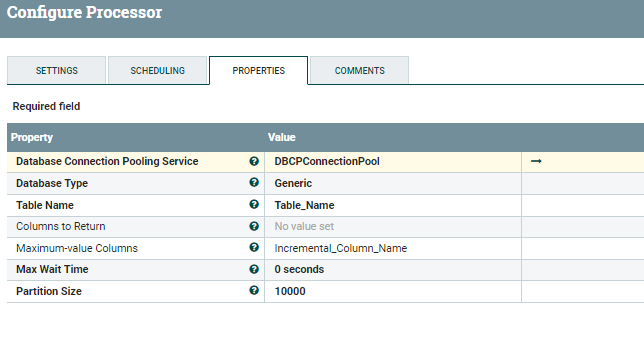 Configure Processor
SETTINGS SCHEDULING PROPERTIES COMMENTS
Required field
Property Value
Database Connection Pooling Service DBCPConnectionPool
Database Type Generic
Table Name Table_Name
Columns to Return No value set
Maximum-value Columns Incremental_Column_Name
Max Wait Time 0 seconds
Partition Size 10000